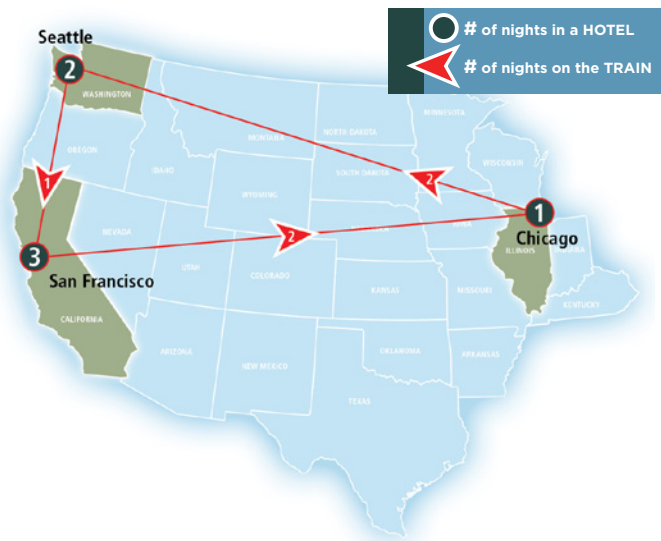 # of nights in a HOTEL
# of nights on the TRAIN
Seattle
2
WASHINGTON
MONTANA
NORTH DAKOTA
MINNESOTA
OREGON
IDAHO
SOUTH DAKOTA
WISCONSIN
1
2
WYOMING
1
Chicago
NEVADA
2
IOWA
ILLINOIS
INDIANA
3
San Francisco
UTAH
COLORADO
KANSAS
MISSOURI
KENTUCKY
CALIFORNIA
ARIZONA
NEW MEXICO
OKLAHOMA
ARKANSAS
TEXAS